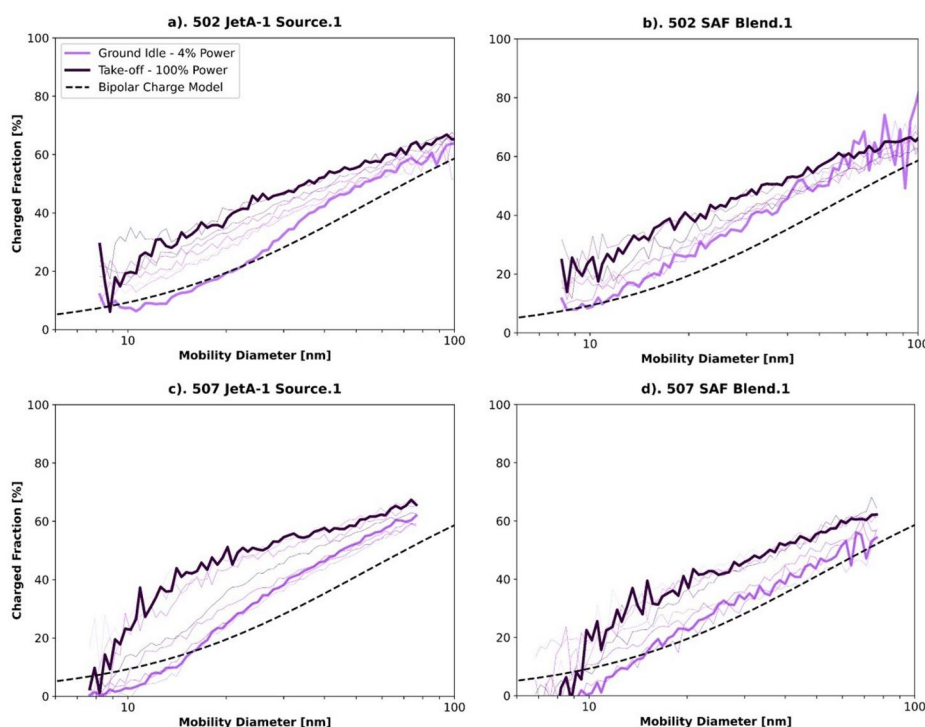 a). 502 JetA-1 Source.1
100
80
60
40
20
0
Charged Fraction [%]
Ground Idle - 4% Power
Take-off - 100% Power
Bipolar Charge Model
10
100
Mobility Diameter [nm]
b). 502 SAF Blend.1
100
80
60
40
20
0
10
100
Mobility Diameter [nm]
c). 507 JetA-1 Source.1
100
80
60
40
20
0
Charged Fraction [%]
10
100
Mobility Diameter [nm]
d). 507 SAF Blend.1
100
80
60
40
20
0
10
100
Mobility Diameter [nm]